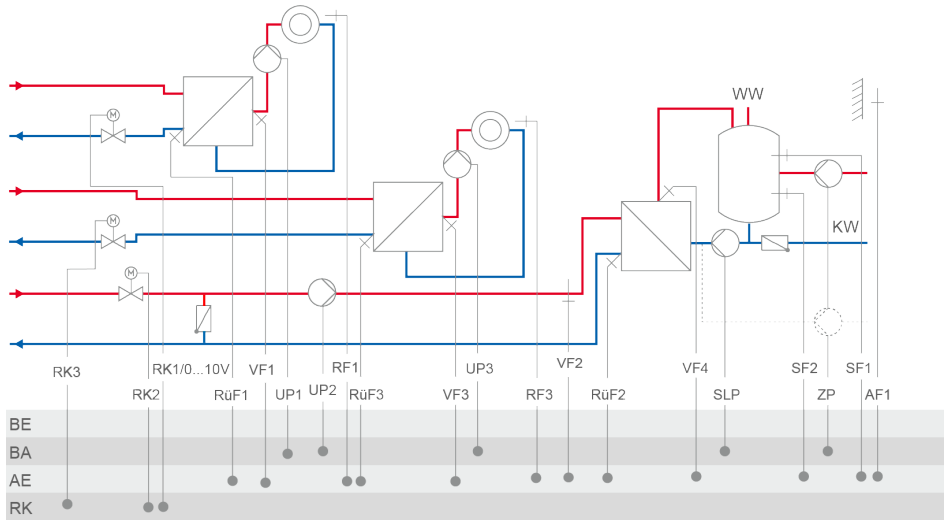 WW
M
KW
M
M
RK3
RK1/0...10V
VF1
RF1
UP3
VF2
VF4
SF2
SF1
RK2
RüF1
UP1
UP2
RüF3
VF3
RF3
RüF2
SLP
ZP
AF1
BE
BA
AE
RK